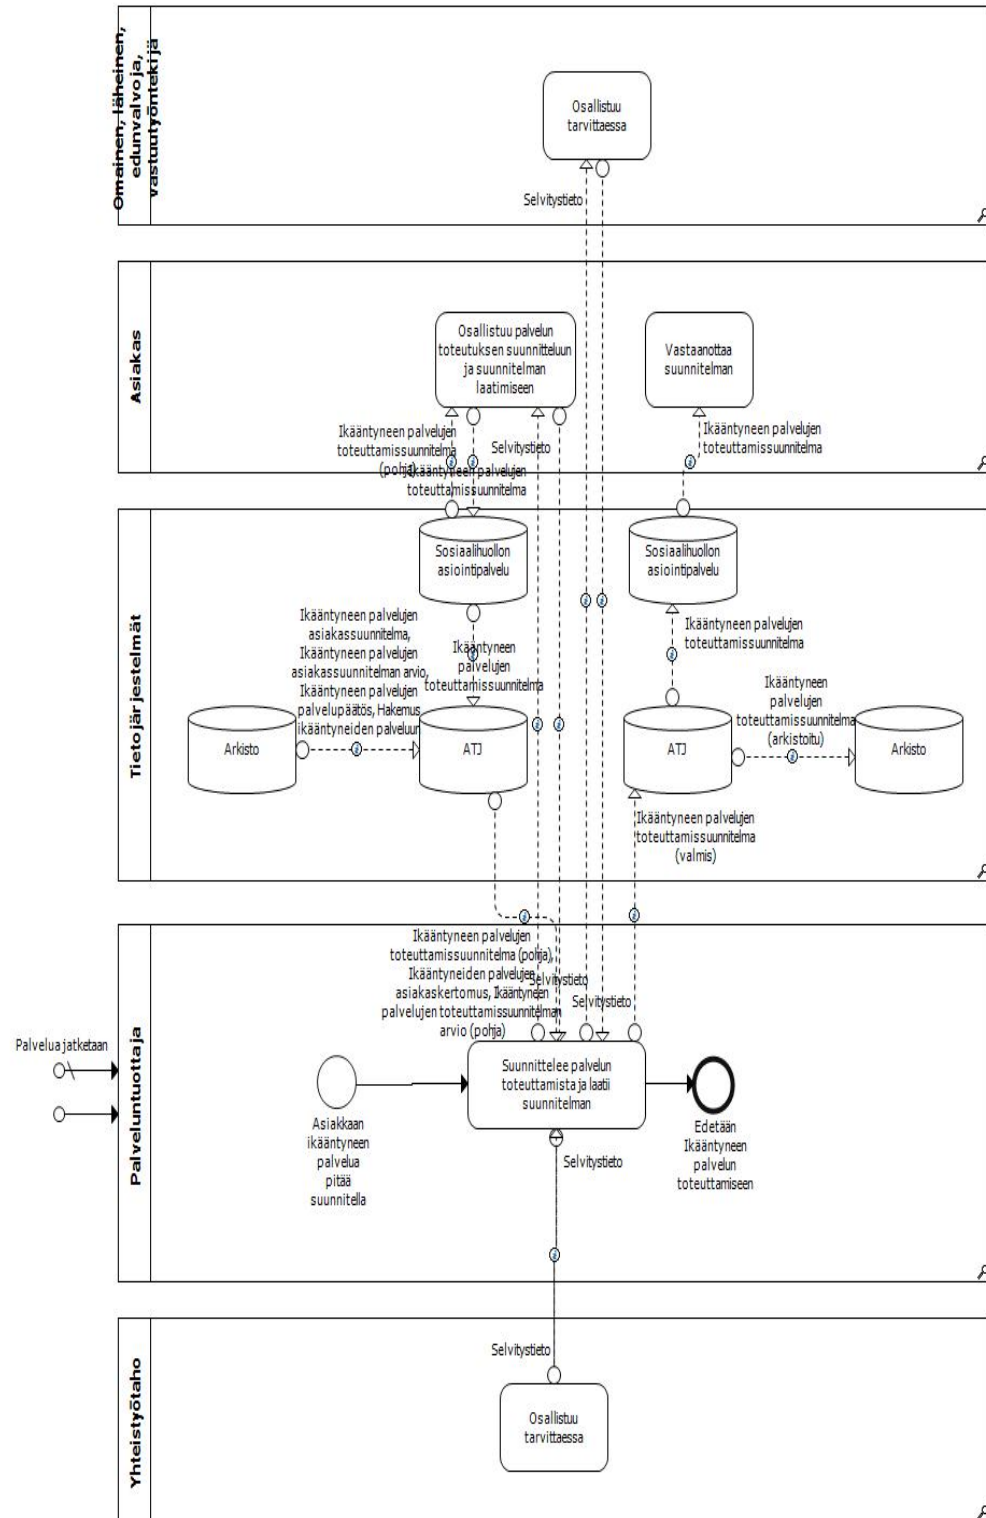 Omainen, läheinen,
edunvalvoja,
vastuutyöntekijä
Osallistuu
tarvittaessa
Selvitystieto
Asiakas
Osallistuu palvelun
toteutuksen suunnitteluun
ja suunnitelman
laatimiseen
Vastaanottaa
suunnitelman
Ikääntyneen palvelujen
toteuttamissuunnitelma
(pohja)
Selvitystieto
Ikääntyneen palvelujen
toteuttamissuunnitelma
Ikääntyneen palvelujen
toteuttamissuunnitelma
Tietojärjestelmät
Sosiaalihuollon
asiointipalvelu
Sosiaalihuollon
asiointipalvelu
Ikääntyneen palvelujen
asiakassuunnitelma,
Ikääntyneen palvelujen
asiakassuunnitelman arvio,
Ikääntyneen palvelujen
palvelupäätös, Hakemus
ikääntyneiden palveluun
Ikääntyneen
palvelujen
toteuttamissuunnitelma
Ikääntyneen palvelujen
toteuttamissuunnitelma
Ikääntyneen
palvelujen
toteuttamissuunnitelma
(arkistoitu)
Arkisto
ATJ
ATJ
Arkisto
Ikääntyneen palvelujen
toteuttamissuunnitelma
(valmis)
Palveluntuottaja
Ikääntyneen palvelujen
toteuttamissuunnitelma (pohja),
Ikääntyneiden palvelujen
asiakaskertomus, Ikääntyneen
palvelujen toteuttamissuunnitelman
arvio (pohja)
Selvitystieto
Selvitystieto
Palvelua jatketaan
Suunnittelee palvelun
toteuttamista ja laatii
suunnitelman
Asiakkaan
ikääntyneen
palvelua
pitää
suunnitella
Edetään
Ikääntyneen
palvelun
toteuttamiseen
Selvitystieto
Yhteistyötaho
Selvitystieto
Osallistuu
tarvittaessa